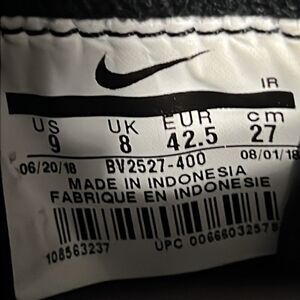 IR
US UK EUR cm
9 8 42.5 27
06/20/18 BV2527-400 08/01/18
MADE IN INDONESIA
FABRIQUE EN INDONESIE
108563237 UPC 00666032578